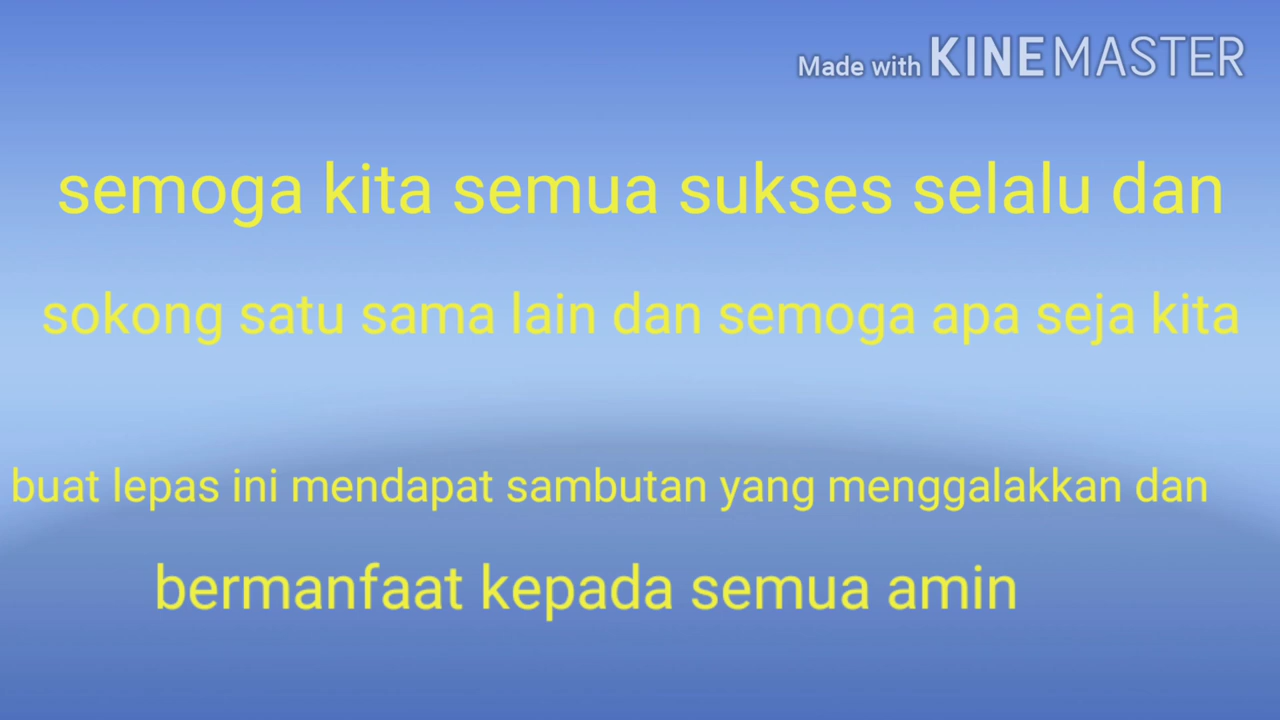 Made with KINEMASTER
semoga kita semua sukses selalu dan
sokong satu sama lain dan semoga apa seja kita
buat lepas ini mendapat sambutan yang menggalakkan dan
bermanfaat kepada semua amin